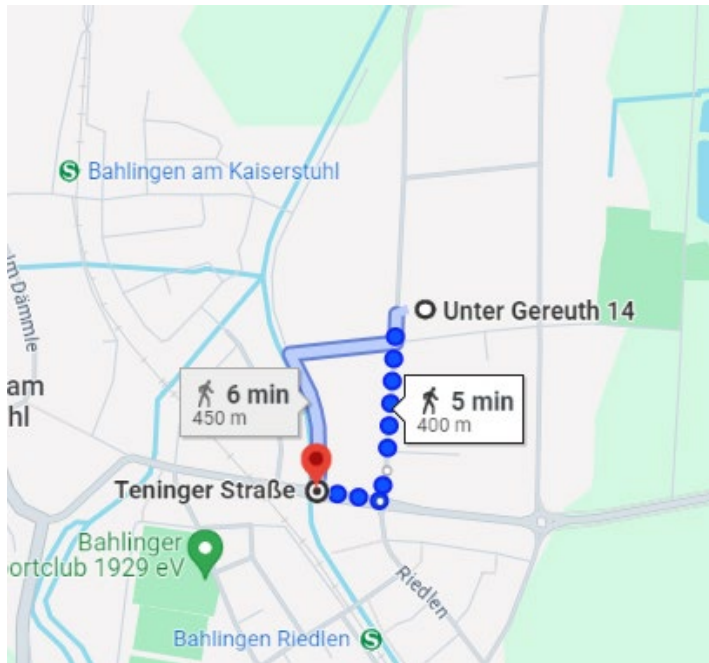 S
Bahlingen am Kaiserstuhl
Im Dämmle
Unter Gereuth 14
am
hl
6 min
450 m
5 min
400 m
Teninger Straße
Bahlinger
ortclub 1929 eV
Riedlen
Bahlingen Riedlen
S